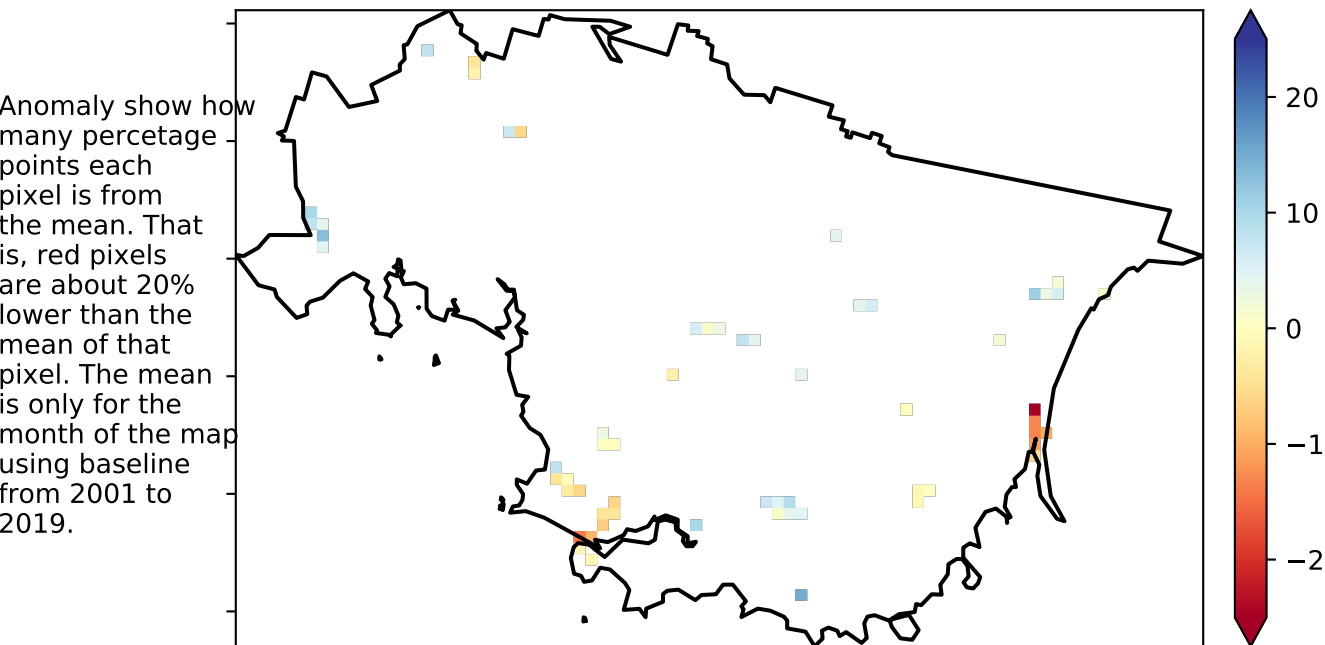 Anomaly show how
many percetage
points each
pixel is from
the mean. That
is, red pixels
are about 20%
lower than the
mean of that
pixel. The mean
is only for the
month of the map
using baseline
from 2001 to
2019.
20
10
0
−1
−2